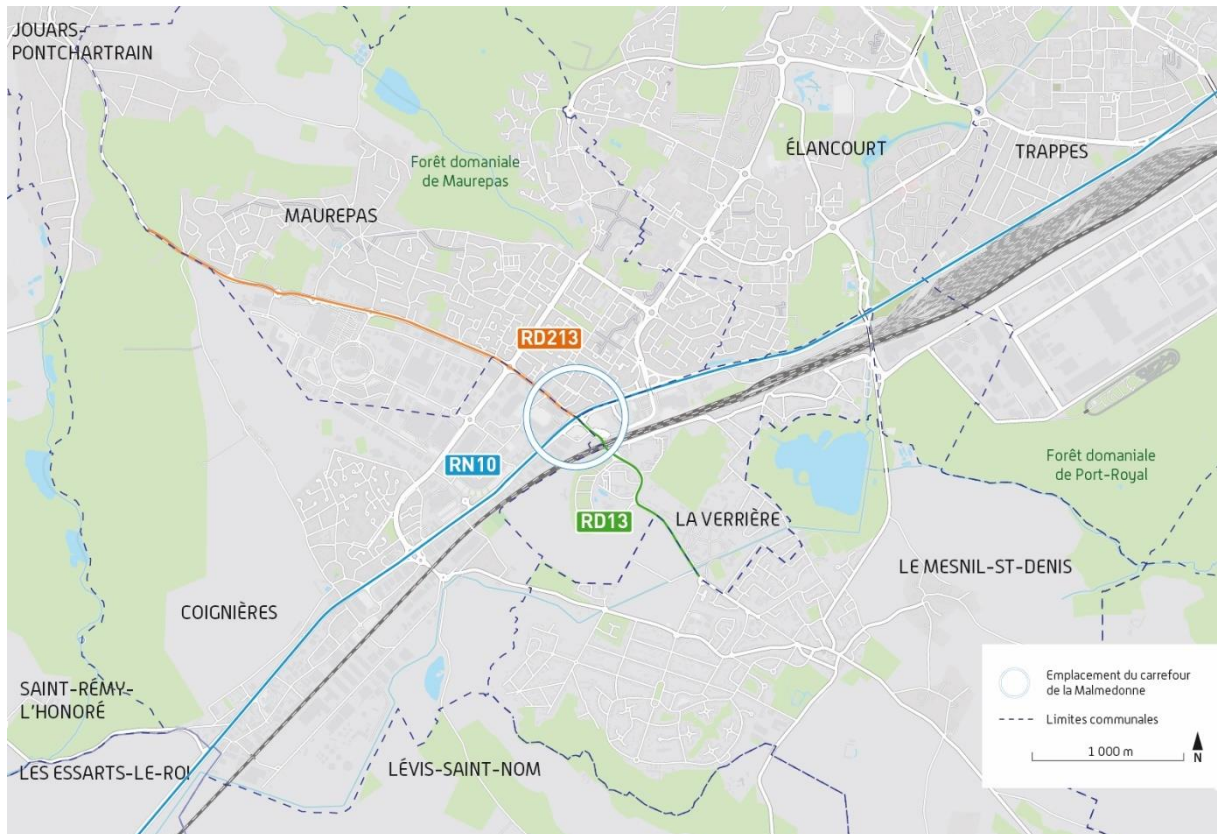 JOUARS-
PONTCHARTRAIN
ÉLANCOURT
TRAPPES
Forêt domaniale
de Maurepas
MAUREPAS
RD213
RN10
Forêt domaniale
de Port-Royal
RD13
LA VERRIÈRE
LE MESNIL-ST-DENIS
COIGNIÈRES
SAINT-RÉMY-
L'HONORÉ
LES ESSARTS-LE-ROI
LÉVIS-SAINT-NOM
Emplacement du carrefour
de la Malmedonne
Limites communales
1 000 m
N